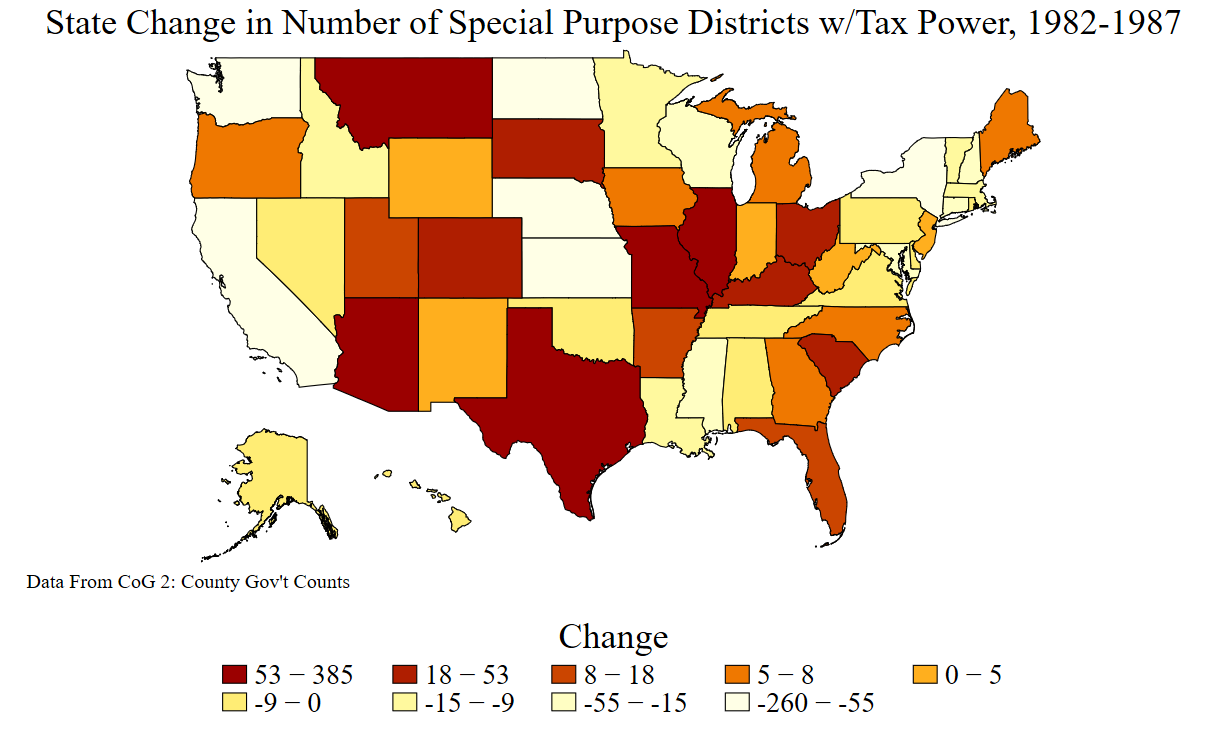 State Change in Number of Special Purpose Districts w/Tax Power, 1982-1987
Data From CoG 2: County Gov't Counts
Change
53 − 385 18 − 53 8 − 18 5 − 8 0 − 5
-9 − 0 -15 − -9 -55 − -15 -260 − -55